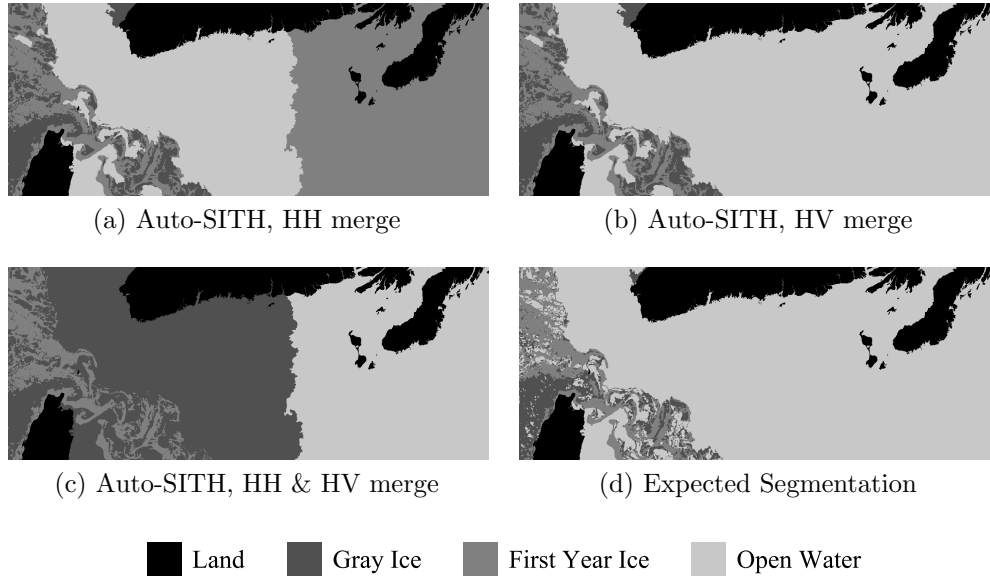 (a) Auto-SITH, HH merge
(b) Auto-SITH, HV merge
(c) Auto-SITH, HH & HV merge
(d) Expected Segmentation
Land
Gray Ice
First Year Ice
Open Water